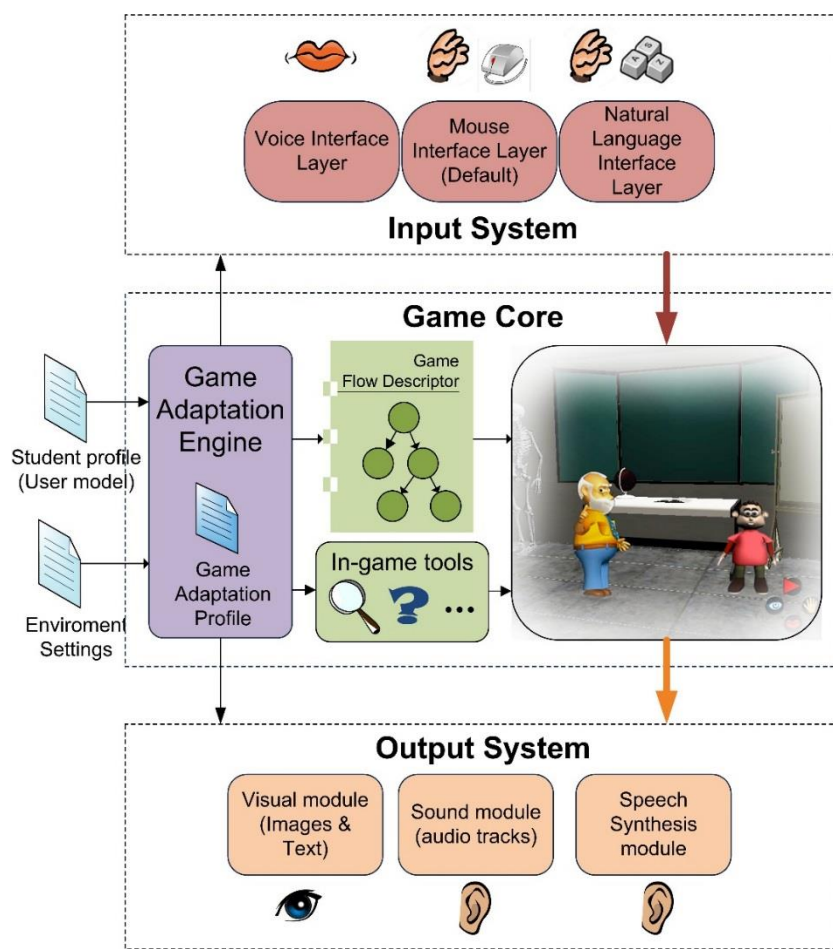 Voice Interface
Layer
Mouse
Interface Layer
(Default)
Natural
Language
Interface
Layer
Input System
Game Core
Game
Adaptation
Engine
Game
Flow Descriptor
Student profile
(User model)
Game
Adaptation
Profile
In-game tools
...
Enviroment
Settings
Output System
Visual module
(Images &
Text)
Sound module
(audio tracks)
Speech
Synthesis
module